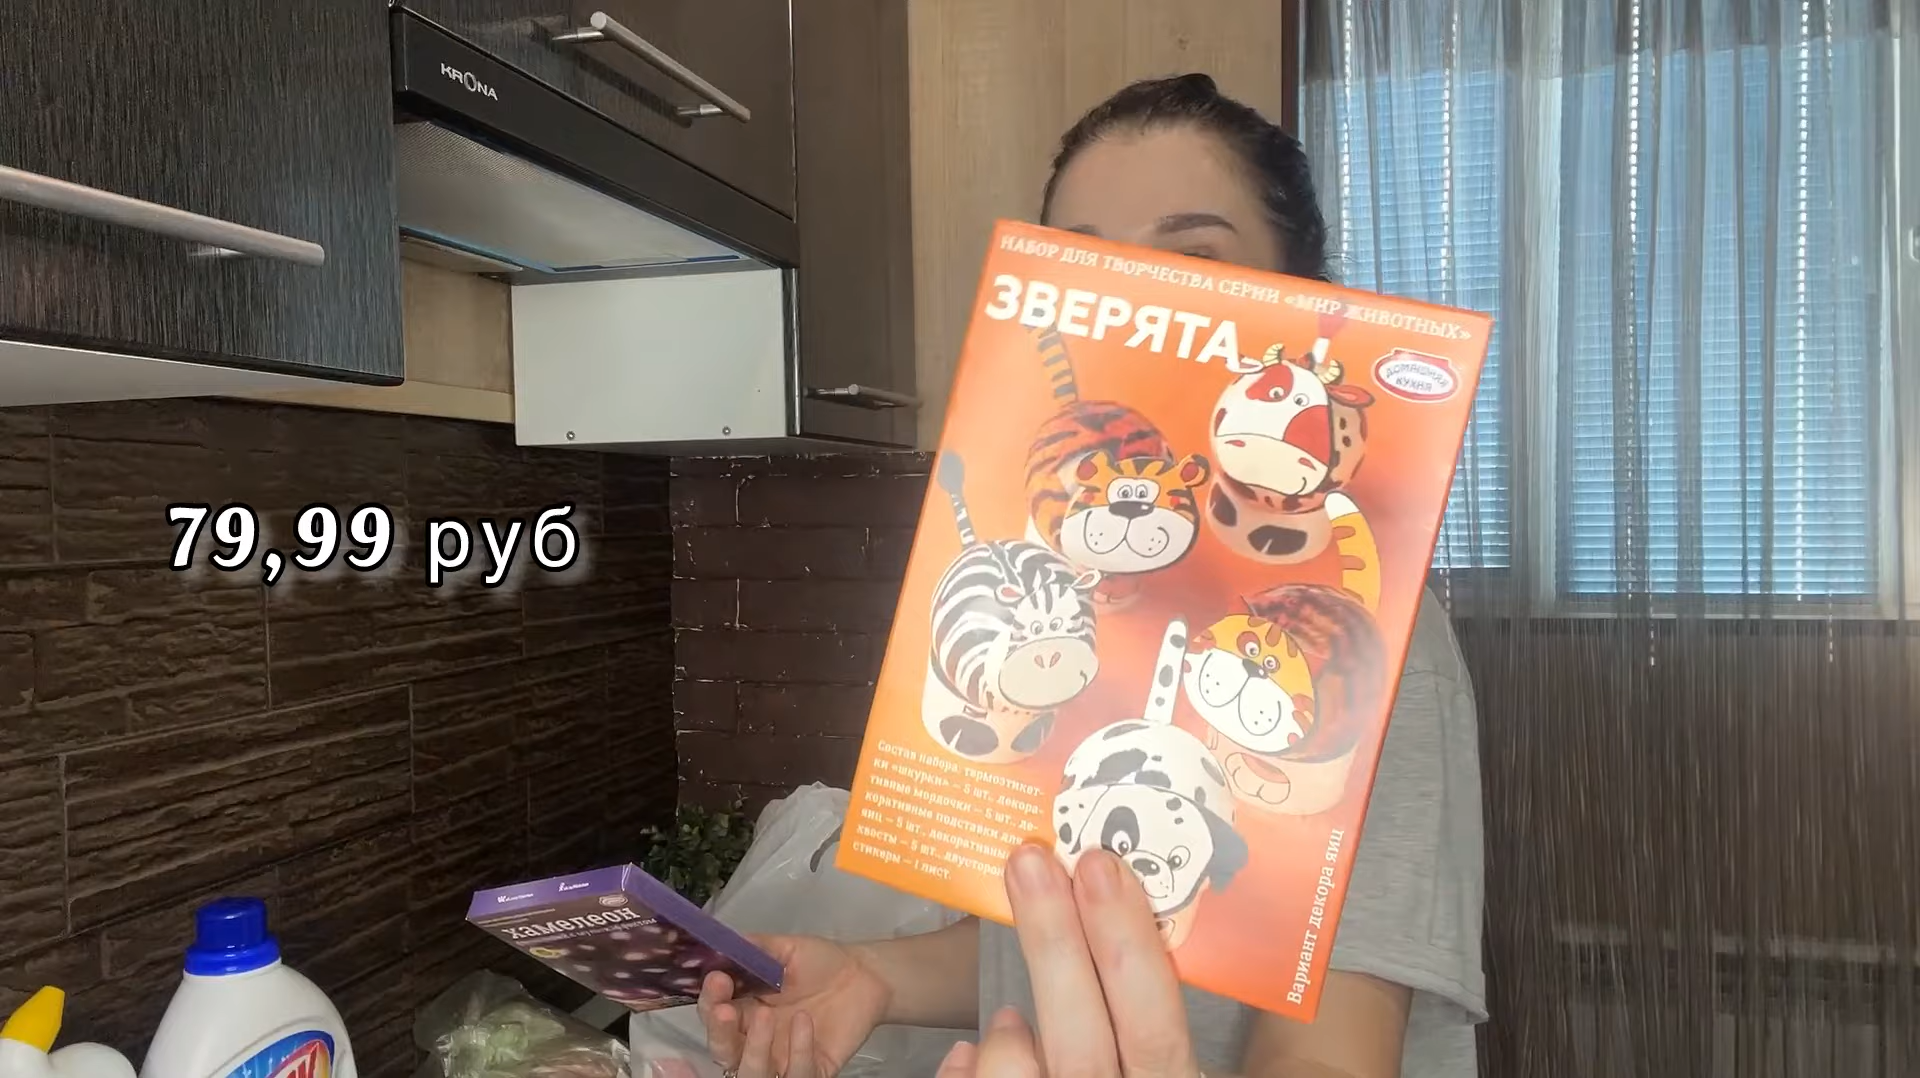 KRONA
79,99 руб
НАБОР ДЛЯ ТВОРЧЕСТВА СЕРИИ «МИР ЖИВОТНЫХ»
ЗВЕРЯТА
ДОМАШНЯЯ
КУХНЯ
Состав набора: термоэтикет-
ки «шкурки» – 5 шт., декора-
тивные мордочки – 5 шт., де-
коративные подставки для
яиц – 5 шт., декоративные
хвосты – 5 шт., двусторон
стикеры – 1 лист.
Вариант декора яиц
хамелеон